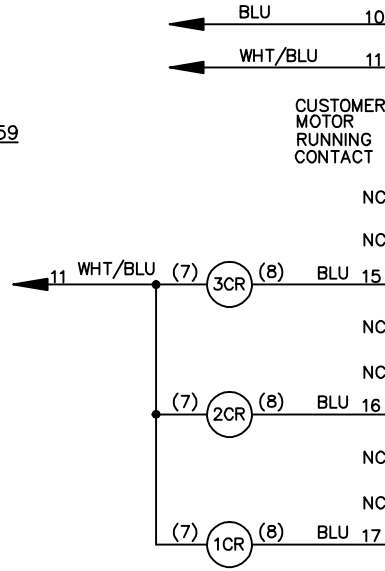 BLU 10
WHT/BLU 11
CUSTOMER
MOTOR
RUNNING
CONTACT
59
NC
NC
11 WHT/BLU (7) 3CR (8) BLU 15
NC
NC
(7) 2CR (8) BLU 16
NC
NC
(7) 1CR (8) BLU 17